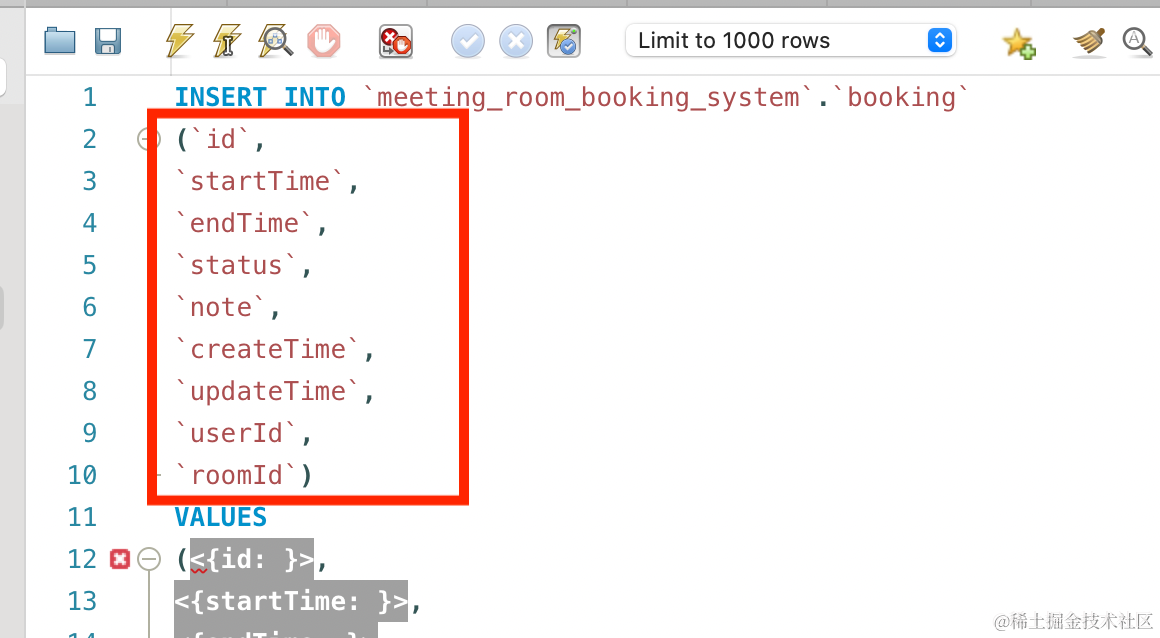 Limit to 1000 rows
1 INSERT INTO `meeting_room_booking_system`.`booking`
2 (`id`,
3 `startTime`,
4 `endTime`,
5 `status`,
6 `note`,
7 `createTime`,
8 `updateTime`,
9 `userId`,
10 `roomId`)
11 VALUES
12 (<{id: }>,
13 <{startTime: }>,
14 <{endTime: }>
@稀土掘金技术社区